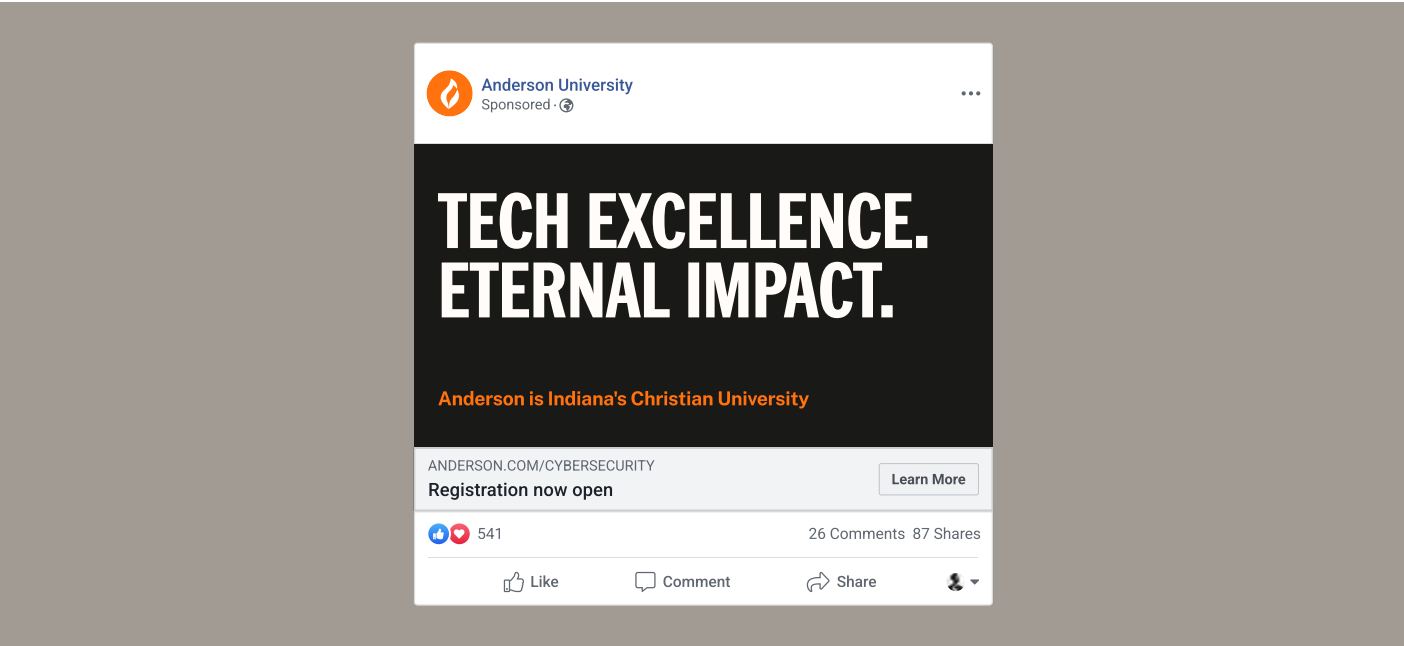 Anderson University
Sponsored ·
TECH EXCELLENCE.
ETERNAL IMPACT.
Anderson is Indiana's Christian University
ANDERSON.COM/CYBERSECURITY
Registration now open
Learn More
541
26 Comments 87 Shares
Like
Comment
Share